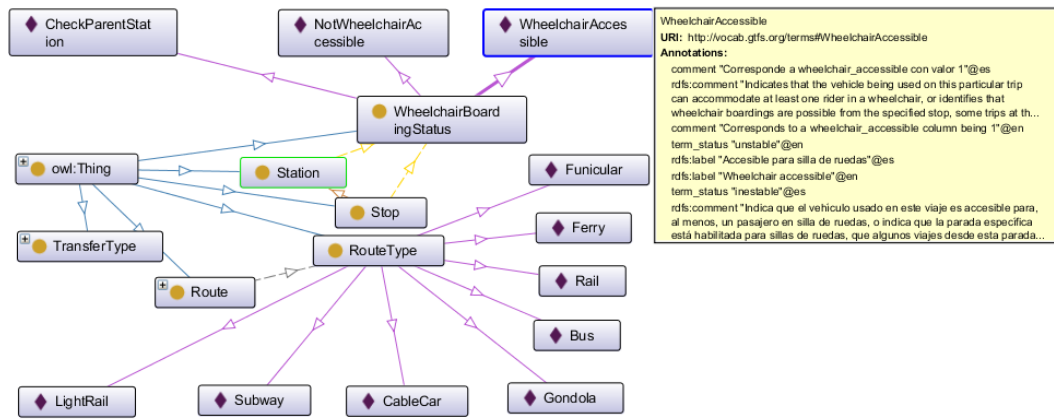 CheckParentStat
ion
NotWheelchairAc
cessible
WheelchairAcces
sible
WheelchairBoard
ingStatus
owl:Thing
Station
Stop
Funicular
TransferType
RouteType
Ferry
Route
Rail
Bus
LightRail
Subway
CableCar
Gondola
WheelchairAccessible
URI: http://vocab.gtfs.org/terms#WheelchairAccessible
Annotations:
comment "Corresponde a wheelchair_accessible con valor 1"@es
rdfs:comment "Indicates that the vehicle being used on this particular trip
can accommodate at least one rider in a wheelchair, or identifies that
wheelchair boardings are possible from the specified stop, some trips at th...
comment "Corresponds to a wheelchair_accessible column being 1"@en
term_status "unstable"@en
rdfs:label "Accesible para silla de ruedas"@es
rdfs:label "Wheelchair accessible"@en
term_status "inestable"@es
rdfs:comment "Indica que el vehiculo usado en este viaje es accesible para,
al menos, un pasajero en silla de ruedas, o indica que la parada especifica
está habilitada para sillas de ruedas, que algunos viajes desde esta parada...